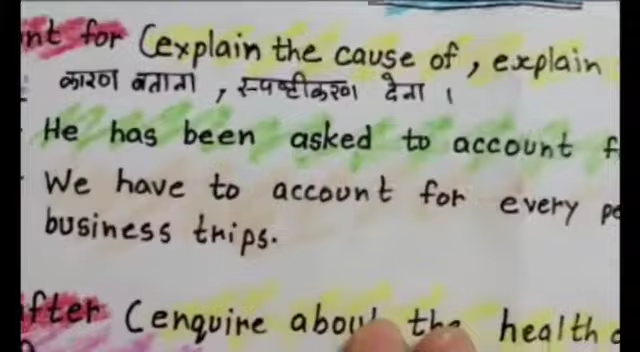 nt for (explain the cause of, explain
कारण बताना, स्पष्टीकरण देना ।
He has been asked to account f
We have to account for every pe
business trips.
fter (enquire about the health o